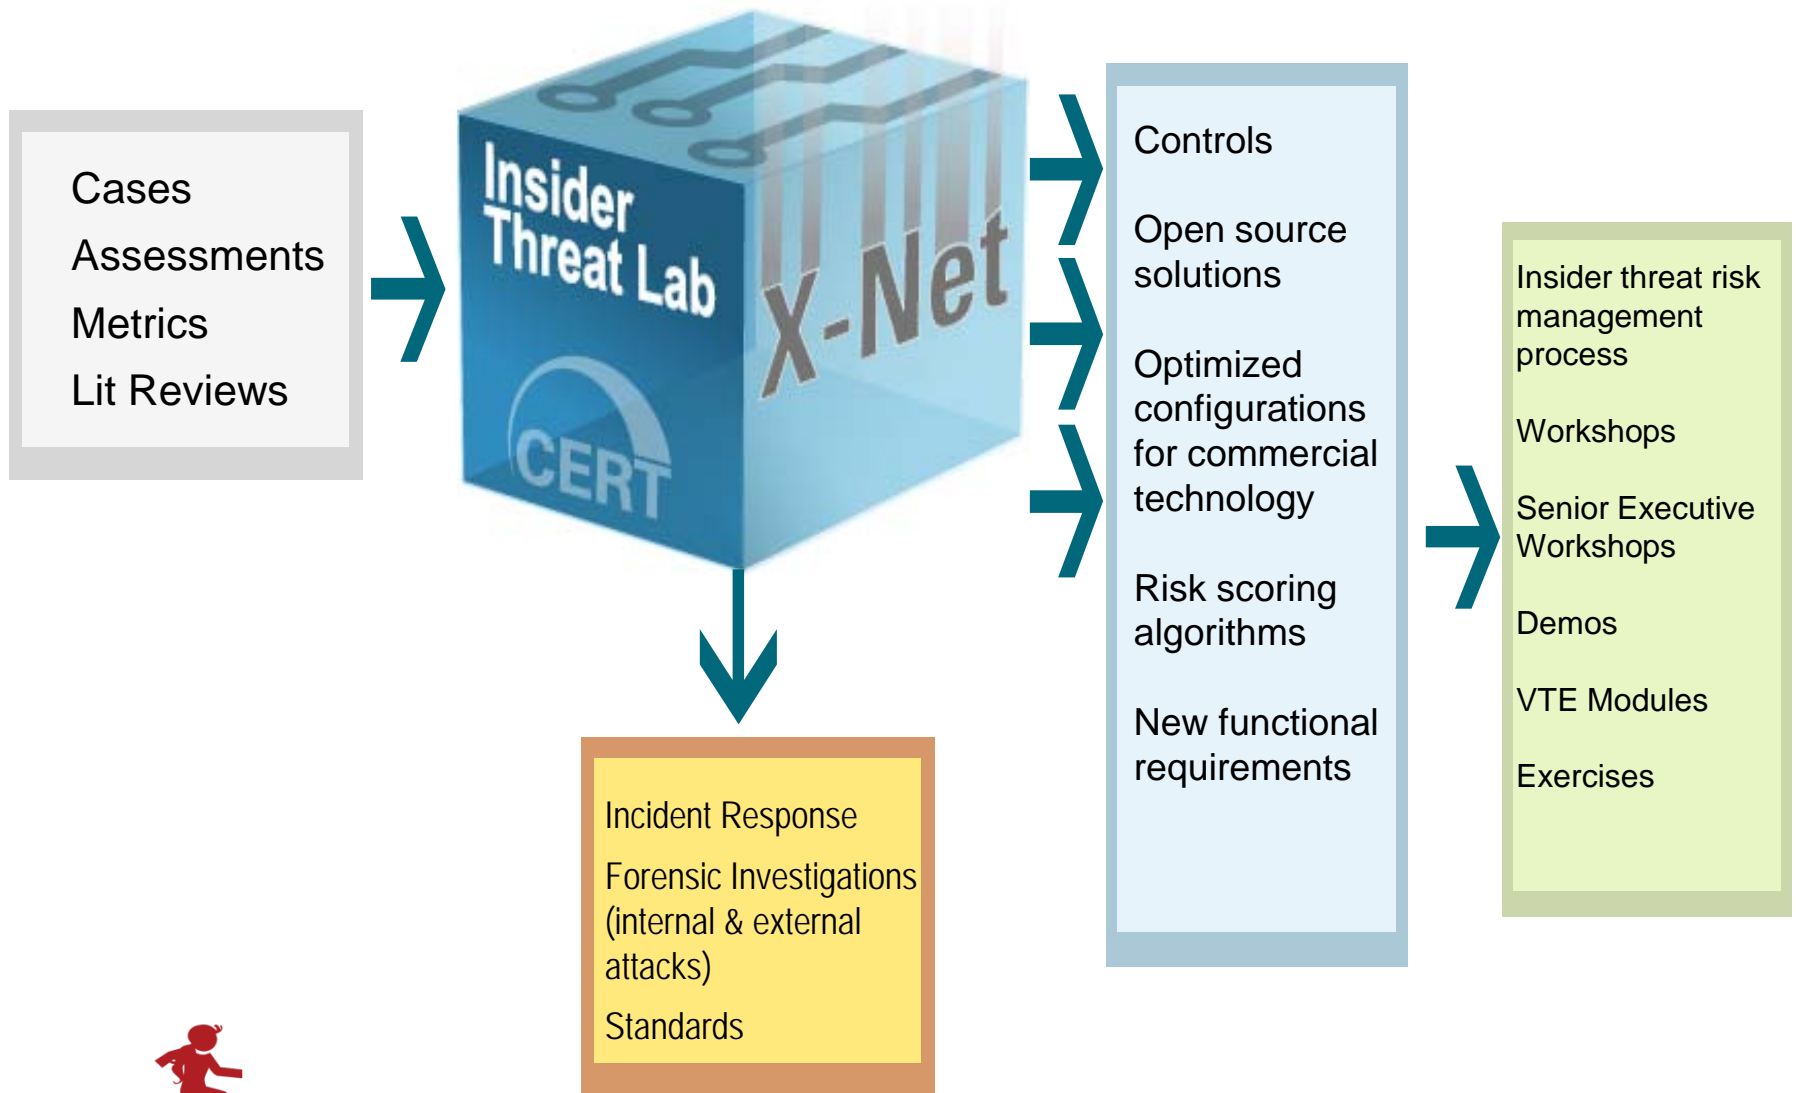 Cases
Assessments
Metrics
Lit Reviews
Insider
Threat Lab
CERT
X-Net
Controls
Open source
solutions
Optimized
configurations
for commercial
technology
Risk scoring
algorithms
New functional
requirements
Insider threat risk
management
process
Workshops
Senior Executive
Workshops
Demos
VTE Modules
Exercises
Incident Response
Forensic Investigations
(internal & external
attacks)
Standards